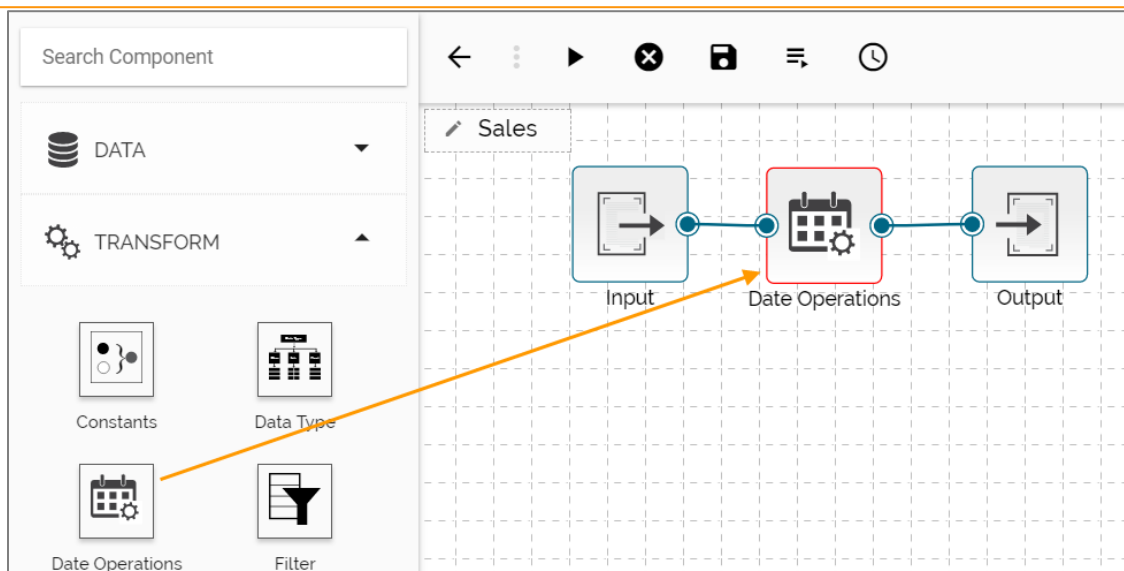 Search Component
DATA
TRANSFORM
Constants
Data Type
Date Operations
Filter
Sales
Input
Date Operations
Output